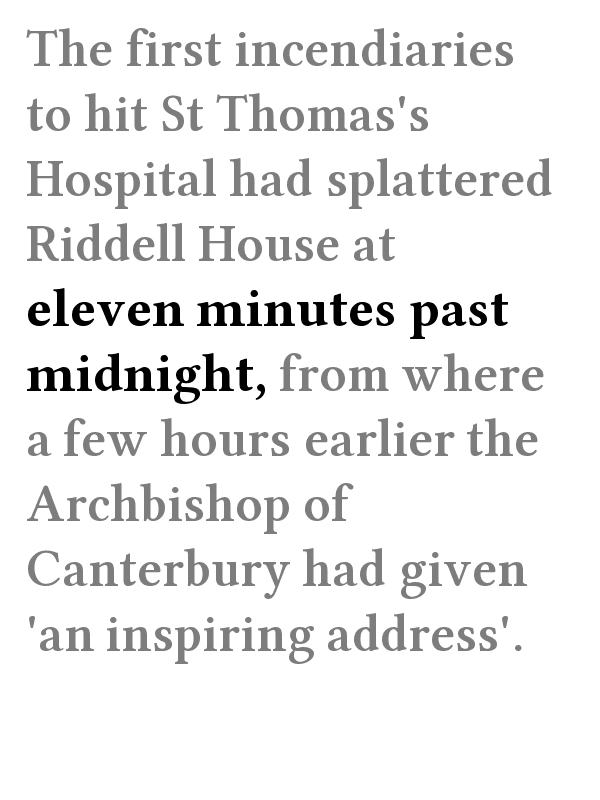 The first incendiaries
to hit St Thomas's
Hospital had splattered
Riddell House at
eleven minutes past
midnight, from where
a few hours earlier the
Archbishop of
Canterbury had given
'an inspiring address'.